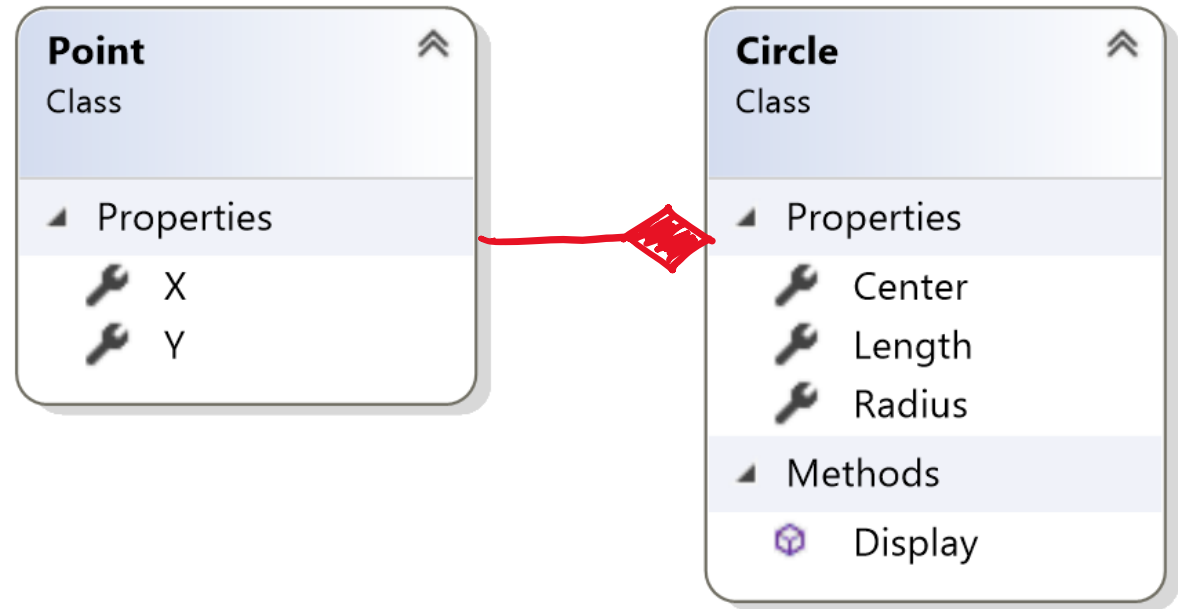 Point
Class
Properties
X
Y
Circle
Class
Properties
Center
Length
Radius
Methods
Display